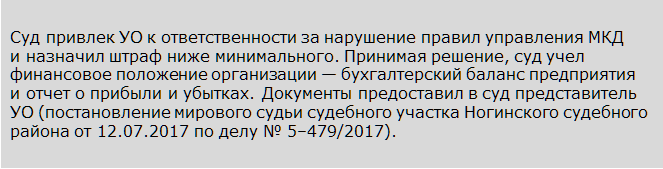 Суд привлек УО к ответственности за нарушение правил управления МКД
и назначил штраф ниже минимального. Принимая решение, суд учел
финансовое положение организации — бухгалтерский баланс предприятия
и отчет о прибыли и убытках. Документы предоставил в суд представитель
УО (постановление мирового судьи судебного участка Ногинского судебного
района от 12.07.2017 по делу № 5–479/2017).